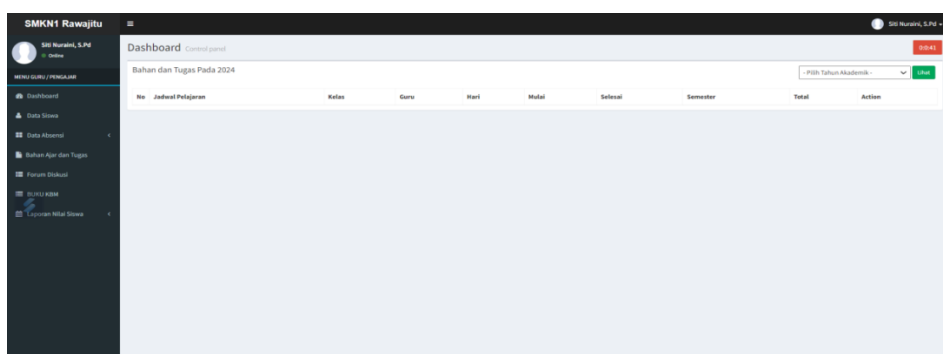 SMKN1 Rawajitu
Siti Nuraini, S.Pd
Siti Nuraini, S.Pd
Online
Dashboard Control panel
0:0:41
MENU GURU / PENGAJAR
Bahan dan Tugas Pada 2024
- Pilih Tahun Akademik -
Lihat
Dashboard
No Jadwal Pelajaran Kelas Guru Hari Mulai Selesai Semester Total Action
Data Siswa
Data Absensi
Bahan Ajar dan Tugas
Forum Diskusi
BUKU KBM
Laporan Nilai Siswa